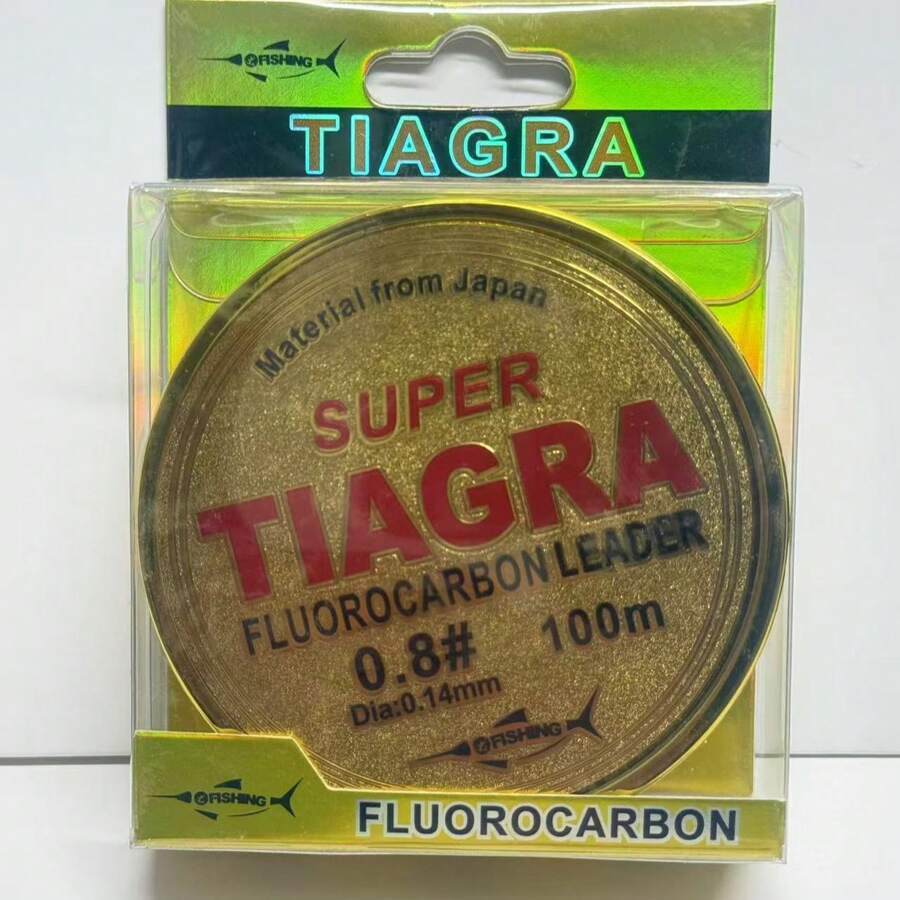 FISHING
TIAGRA
Material from Japan
SUPER
TIAGRA
FLUOROCARBON LEADER
0.8# 100m
Dia:0.14mm
FISHING
FISHING
FLUOROCARBON